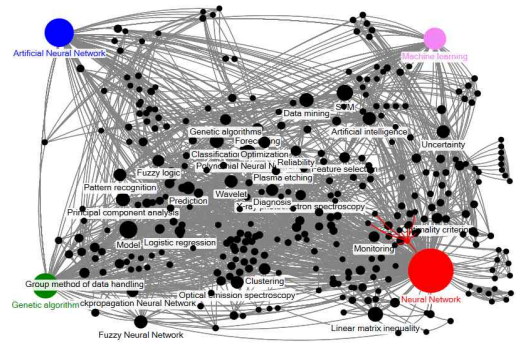 Artificial Neural Network
Machine learning
Data mining
SVM
Genetic algorithms
Artificial intelligence
Forecasting
Uncertainty
Classification
Optimization
Reliability
Fuzzy logic
Feature selection
Plasma etching
Pattern recognition
Wavelet
Prediction
Diagnosis
Principal component analysis
Model
Logistic regression
Monitoring
Clustering
Group method of data handling
Optical emission spectroscopy
Neural Network
Genetic algorithm
Fuzzy Neural Network
Linear matrix inequality